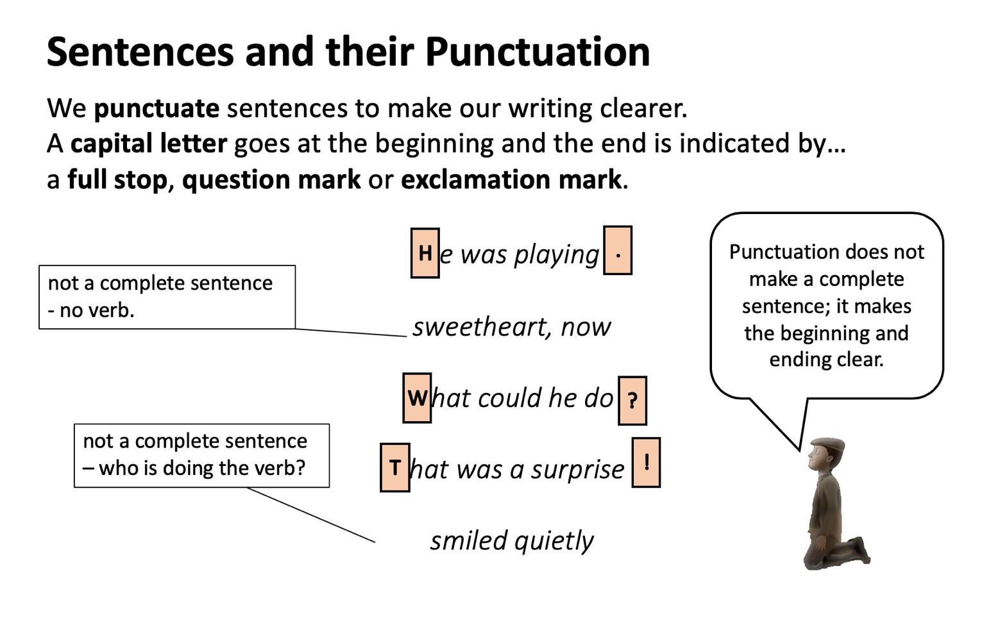 Sentences and their Punctuation
We punctuate sentences to make our writing clearer.
A capital letter goes at the beginning and the end is indicated by...
a full stop, question mark or exclamation mark.
He was playing .
not a complete sentence
- no verb.
sweetheart, now
What could he do ?
not a complete sentence
– who is doing the verb?
That was a surprise !
smiled quietly
Punctuation does not
make a complete
sentence; it makes
the beginning and
ending clear.